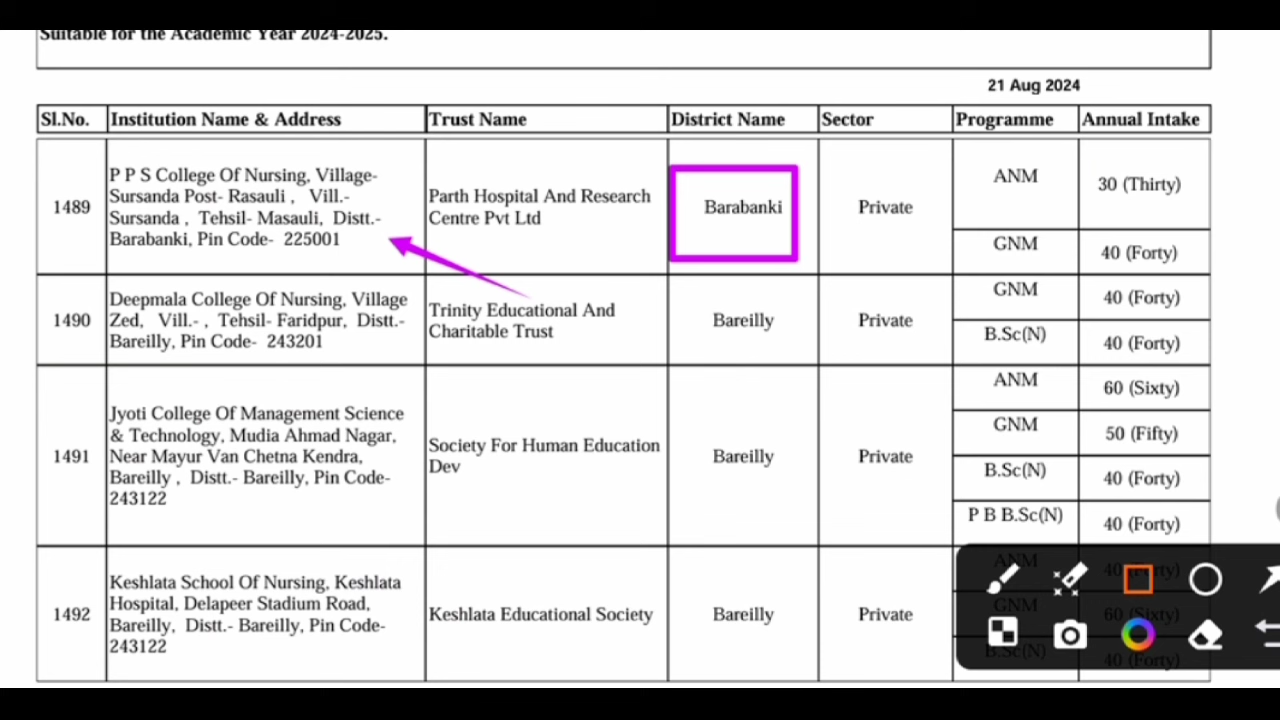 Suitable for the Academic Year 2024-2025.
21 Aug 2024
Sl.No. Institution Name & Address Trust Name District Name Sector Programme Annual Intake
1489
P P S College Of Nursing, Village-
Sursanda Post- Rasauli , Vill.-
Sursanda , Tehsil- Masauli, Distt.-
Barabanki, Pin Code- 225001
Parth Hospital And Research
Centre Pvt Ltd
Barabanki
Private
ANM 30 (Thirty)
GNM 40 (Forty)
1490
Deepmala College Of Nursing, Village
Zed, Vill.- , Tehsil- Faridpur, Distt.-
Bareilly, Pin Code- 243201
Trinity Educational And
Charitable Trust
Bareilly
Private
GNM 40 (Forty)
B.Sc(N) 40 (Forty)
1491
Jyoti College Of Management Science
& Technology, Mudia Ahmad Nagar,
Near Mayur Van Chetna Kendra,
Bareilly , Distt.- Bareilly, Pin Code-
243122
Society For Human Education
Dev
Bareilly
Private
ANM 60 (Sixty)
GNM 50 (Fifty)
B.Sc(N) 40 (Forty)
P B B.Sc(N) 40 (Forty)
1492
Keshlata School Of Nursing, Keshlata
Hospital, Delapeer Stadium Road,
Bareilly, Distt.- Bareilly, Pin Code-
243122
Keshlata Educational Society
Bareilly
Private
ANM 40 (Forty)
GNM 60 (Sixty)
B.Sc(N) 40 (Forty)